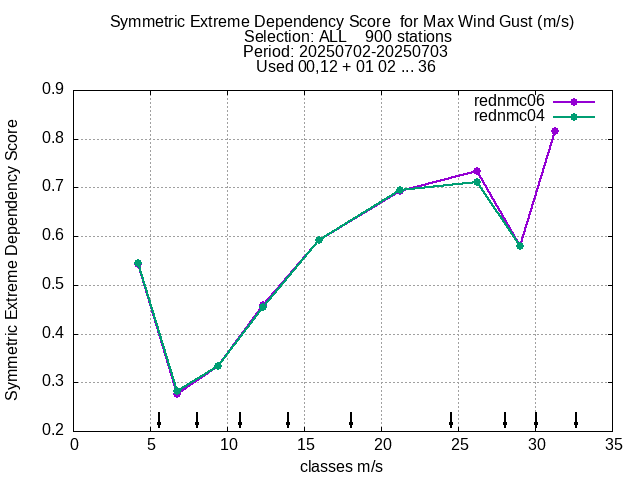 Symmetric Extreme Dependency Score  for Max Wind Gust (m/s)
Selection: ALL    900 stations
Period: 20250702-20250703
Used 00,12 + 01 02 ... 36
rednmc06
rednmc04
Symmetric Extreme Dependency Score
0.9
0.8
0.7
0.6
0.5
0.4
0.3
0.2
0 5 10 15 20 25 30 35
classes m/s